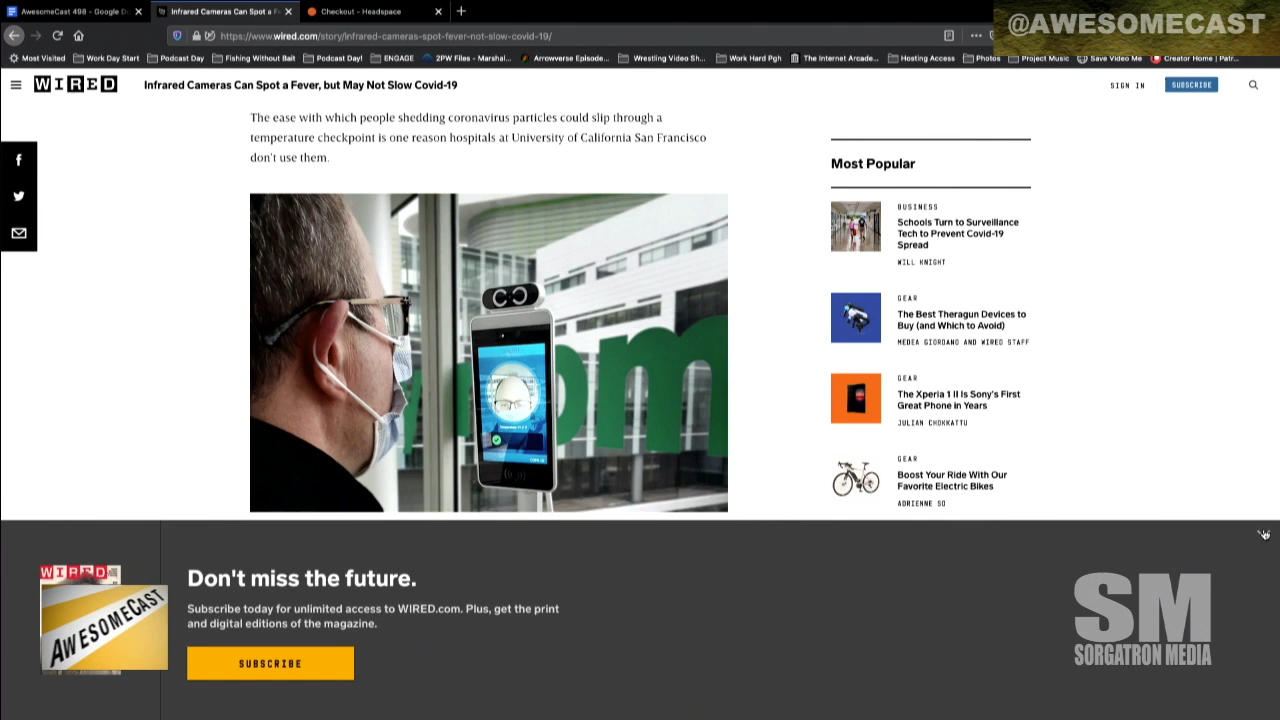 AwesomeCast 498 - Google D
Infrared Cameras Can Spot a F
Checkout - Headspace
@AWESOMECAST
https://www.wired.com/story/infrared-cameras-spot-fever-not-slow-covid-19/
Most Visited
Work Day Start
Podcast Day
Fishing Without Bait
Podcast Day!
ENGAGE
2PW Files - Marshal...
Arrowverse Episode...
Wrestling Video Sh...
Work Hard Pgh
The Internet Arcade...
Hosting Access
Photos
Project Music
Save Video Me
Creator Home | Patr...
WIRED
Infrared Cameras Can Spot a Fever, but May Not Slow Covid-19
SIGN IN
SUBSCRIBE
The ease with which people shedding coronavirus particles could slip through a
temperature checkpoint is one reason hospitals at University of California San Francisco
don't use them.
Most Popular
BUSINESS
Schools Turn to Surveillance
Tech to Prevent Covid-19
Spread
WILL KNIGHT
GEAR
The Best Theragun Devices to
Buy (and Which to Avoid)
MEDEA GIORDANO AND WIRED STAFF
GEAR
The Xperia 1 II Is Sony's First
Great Phone in Years
JULIAN CHOKKATTU
GEAR
Boost Your Ride With Our
Favorite Electric Bikes
ADRIENNE SO
om
WIRED
AWESOMECAST
Don't miss the future.
Subscribe today for unlimited access to WIRED.com. Plus, get the print
and digital editions of the magazine.
SUBSCRIBE
SM
SORGATRON MEDIA